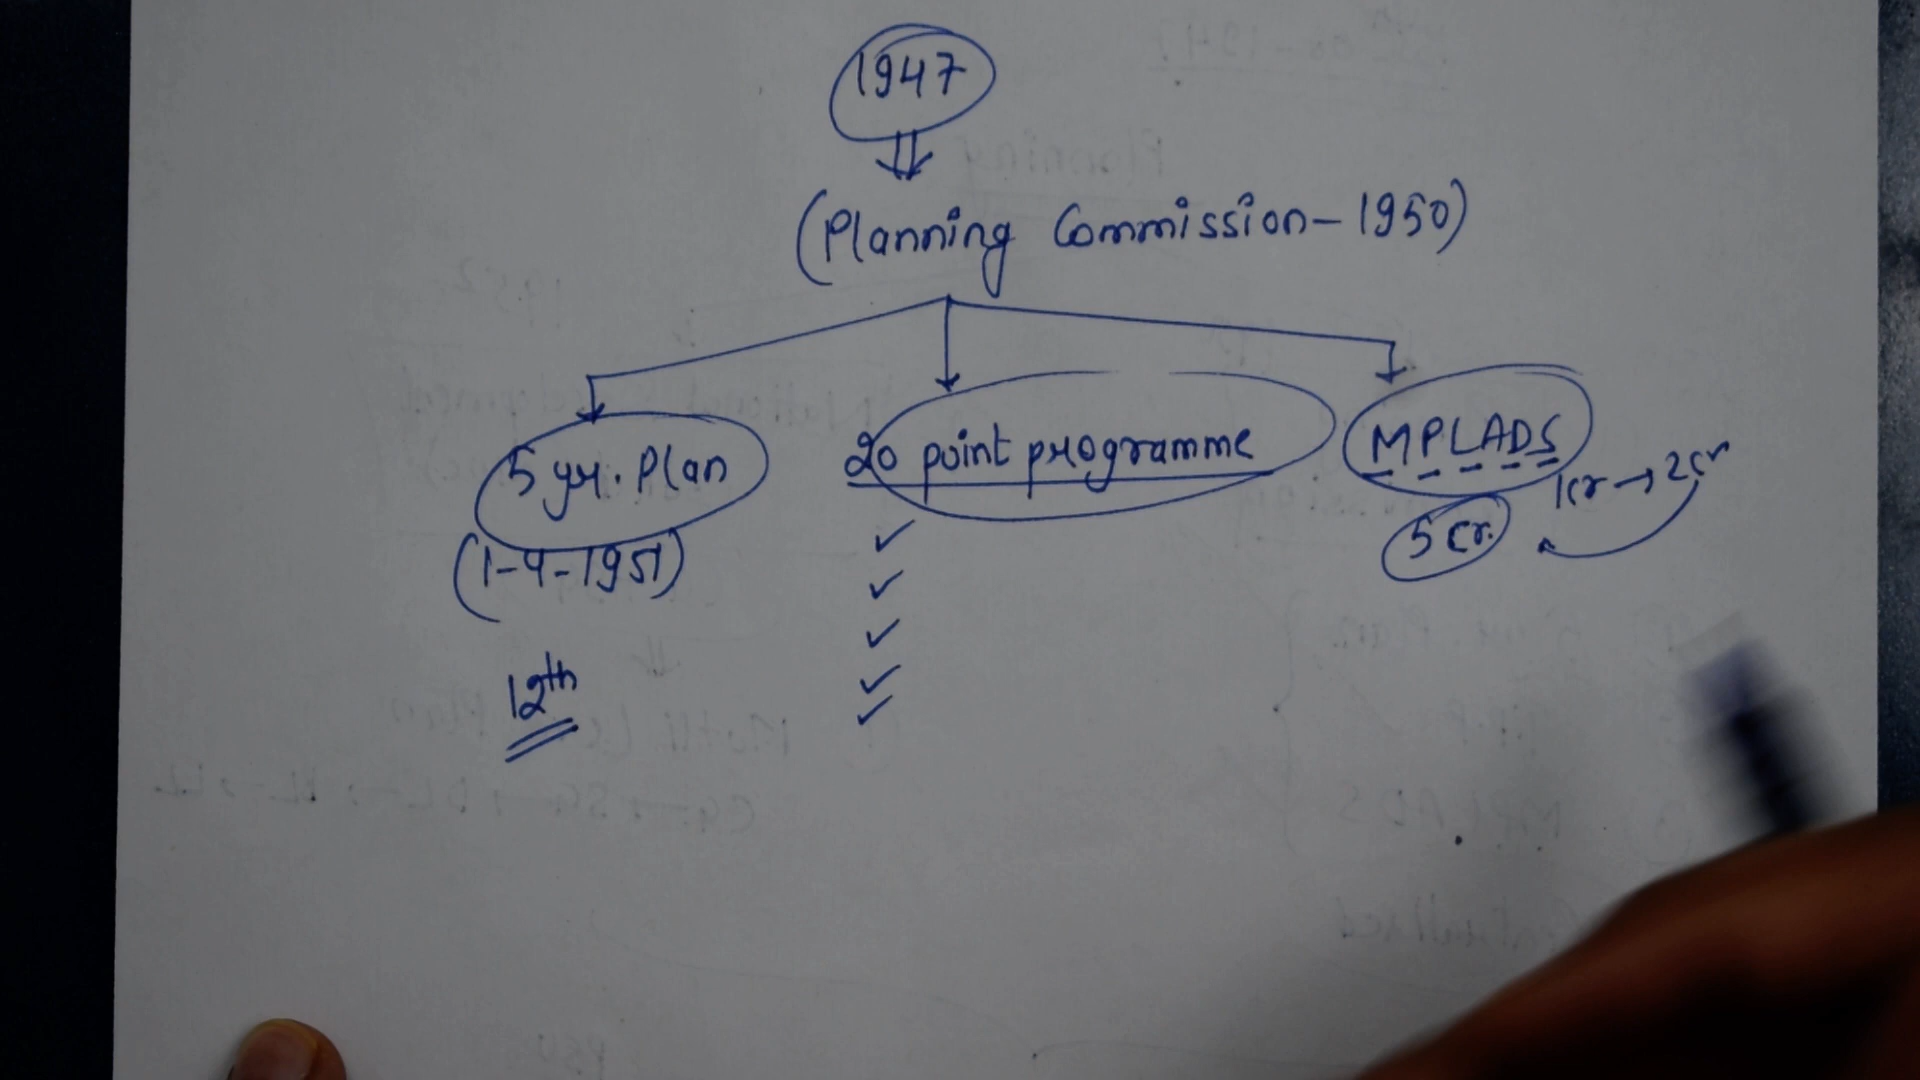 1947
(Planning Commission-1950)
5 yr. Plan
20 point programme
MPLADS
1cr → 2cr
5 Cr.
(1-4-1951)
12th